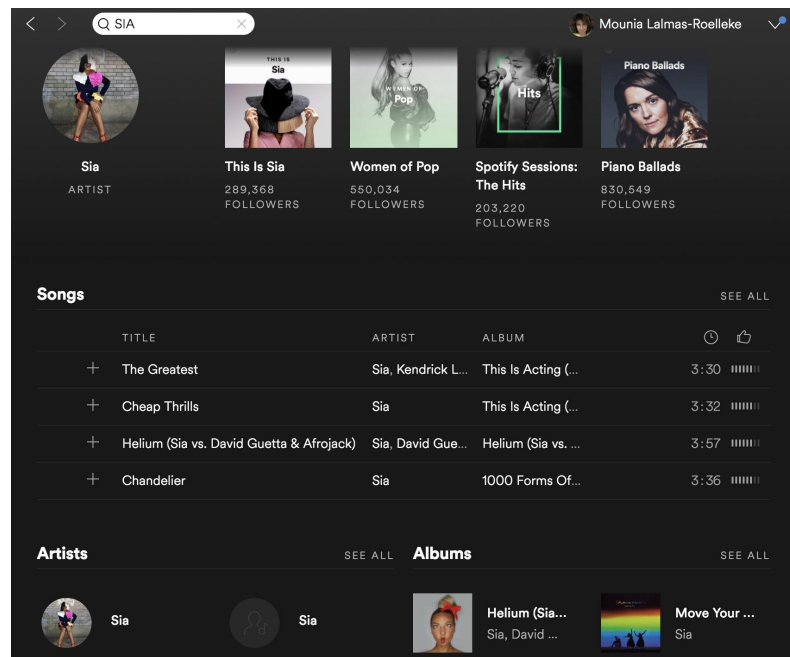 SIA
Mounia Lalmas-Roelleke
THIS IS
Sia
WOMEN OF
Pop
Hits
Piano Ballads
Sia
ARTIST
This Is Sia
289,368
FOLLOWERS
Women of Pop
550,034
FOLLOWERS
Spotify Sessions:
The Hits
203,220
FOLLOWERS
Piano Ballads
830,549
FOLLOWERS
Songs SEE ALL
TITLE ARTIST ALBUM
The Greatest Sia, Kendrick L... This Is Acting (... 3:30
Cheap Thrills Sia This Is Acting (... 3:32
Helium (Sia vs. David Guetta & Afrojack) Sia, David Gue... Helium (Sia vs. ... 3:57
Chandelier Sia 1000 Forms Of... 3:36
Artists SEE ALL Albums SEE ALL
Sia
Sia
Helium (Sia...
Sia, David ...
Move Your ...
Sia